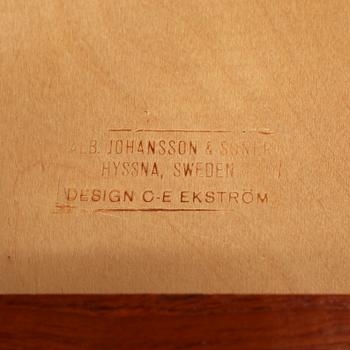 ALB. JOHANSSON & SÖNER
HYSSNA, SWEDEN
DESIGN C-E EKSTRÖM